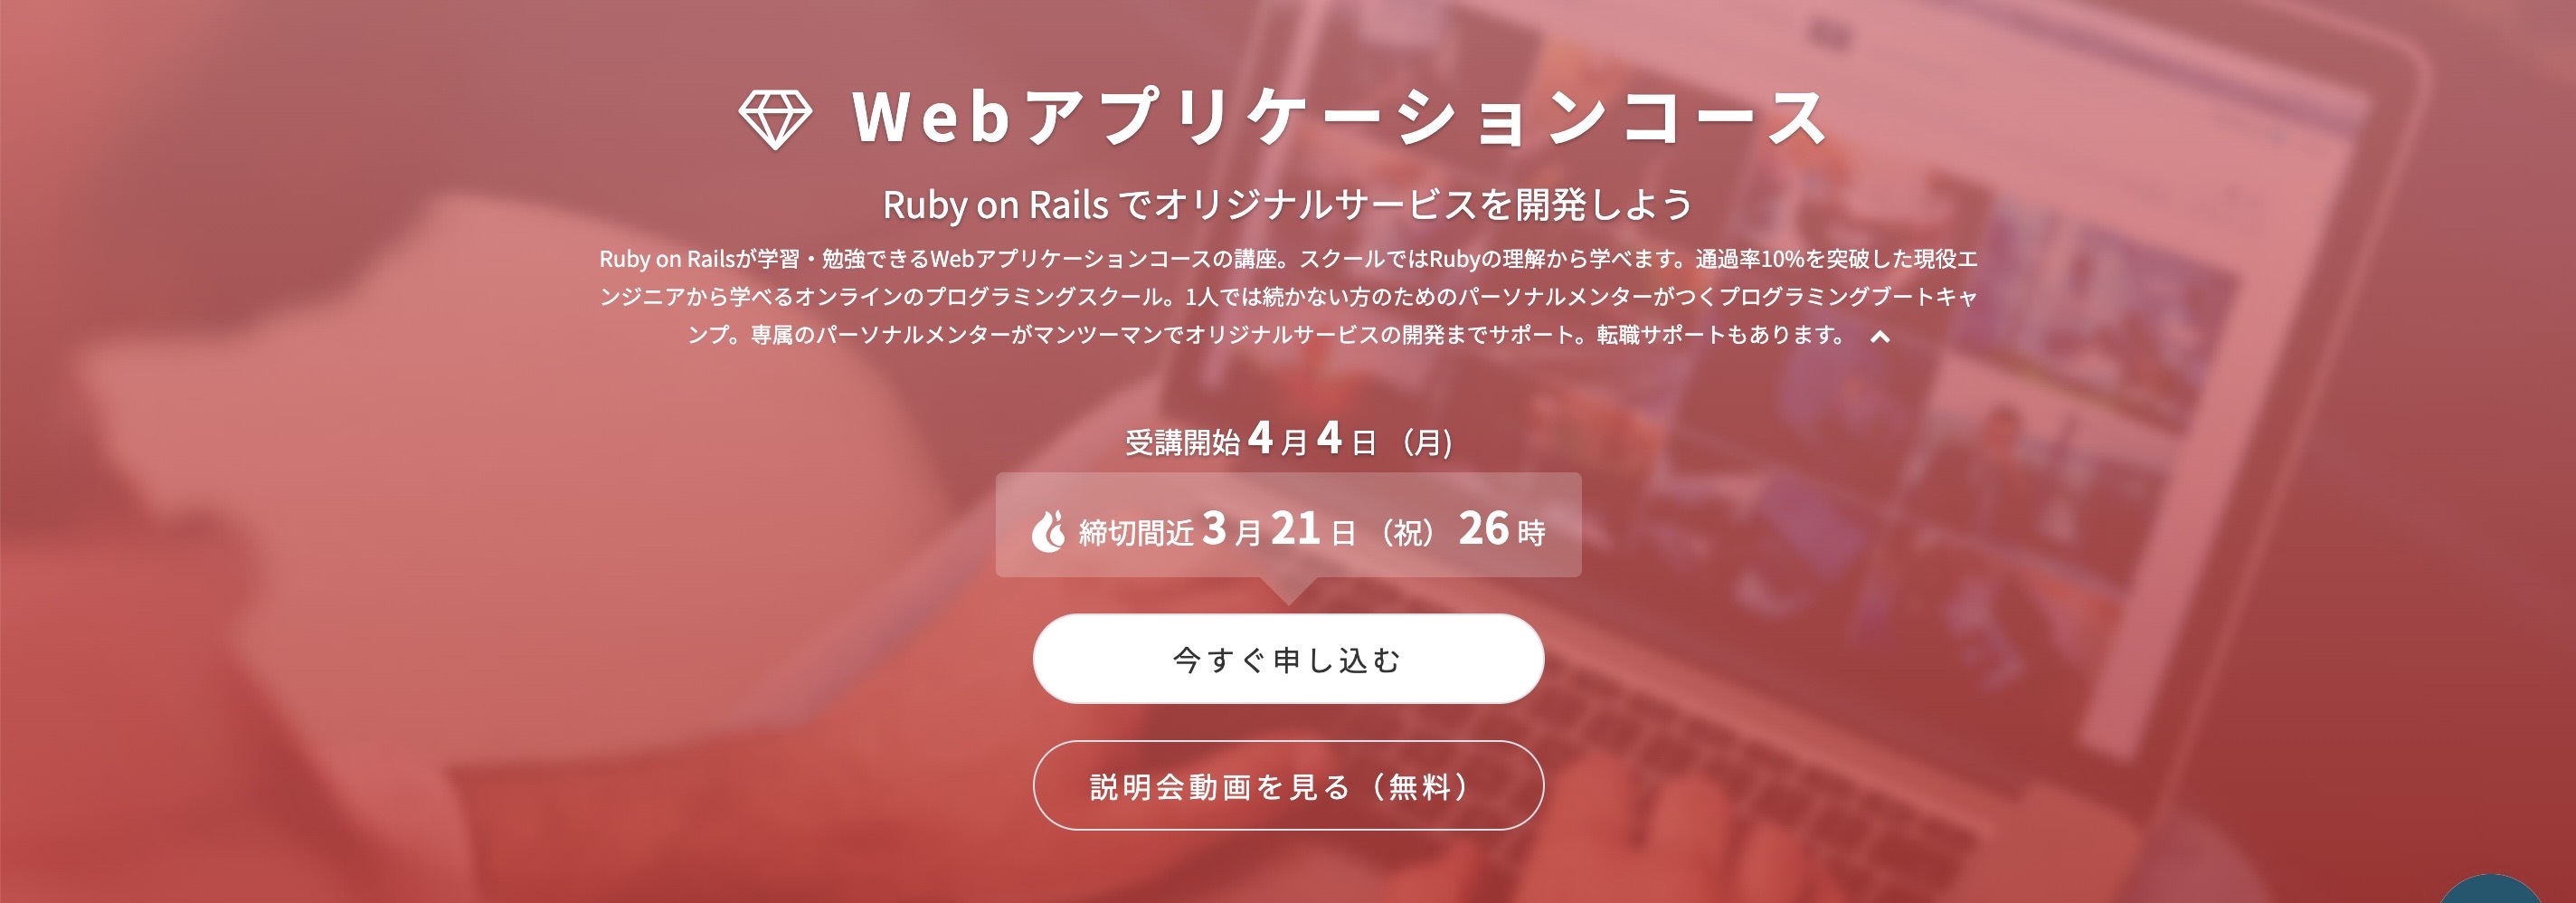 Webアプリケーションコース
Ruby on Rails でオリジナルサービスを開発しよう
Ruby on Railsが学習・勉強できるWebアプリケーションコースの講座。スクールではRubyの理解から学べます。通過率10%を突破した現役エ
ンジニアから学べるオンラインのプログラミングスクール。1人では続かない方のためのパーソナルメンターがつくプログラミングブートキャ
ンプ。専属のパーソナルメンターがマンツーマンでオリジナルサービスの開発までサポート。転職サポートもあります。
受講開始 4 月 4 日 （月)
締切間近 3 月 21 日 （祝） 26 時
今すぐ申し込む
説明会動画を見る（無料）